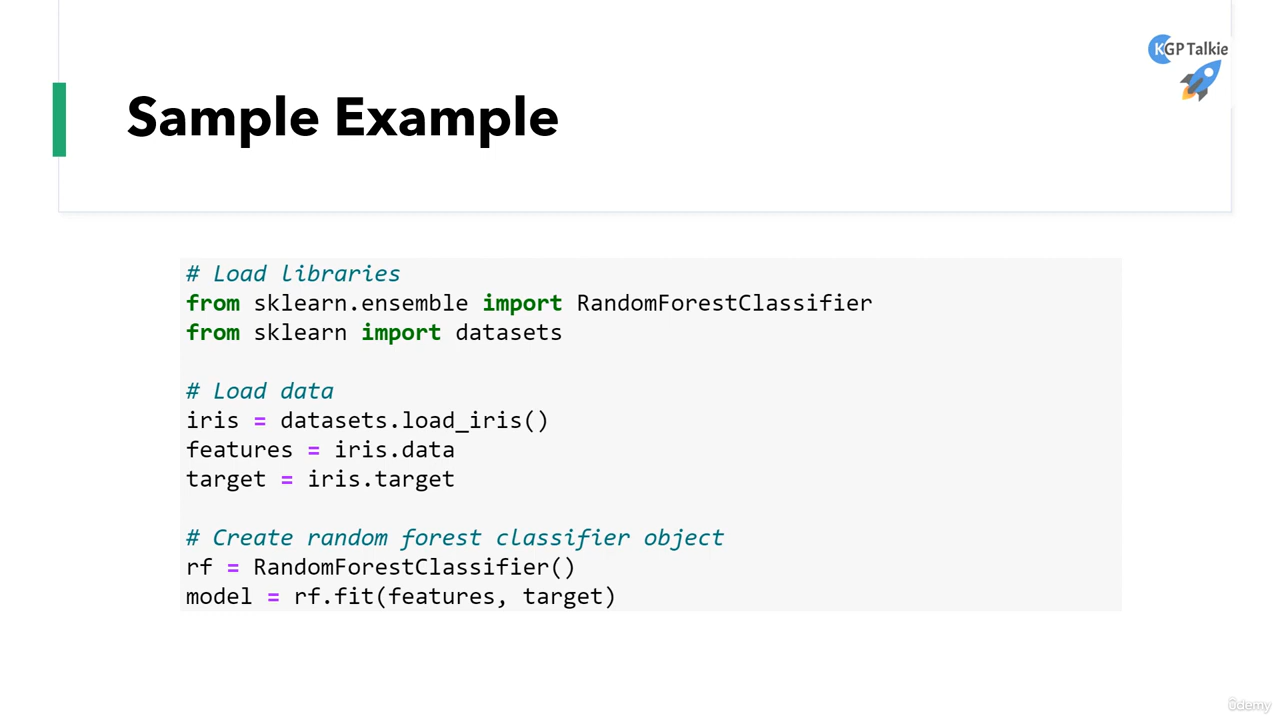 KGP Talkie
Sample Example
# Load libraries
from sklearn.ensemble import RandomForestClassifier
from sklearn import datasets
# Load data
iris = datasets.load_iris()
features = iris.data
target = iris.target
# Create random forest classifier object
rf = RandomForestClassifier()
model = rf.fit(features, target)
ûdemy